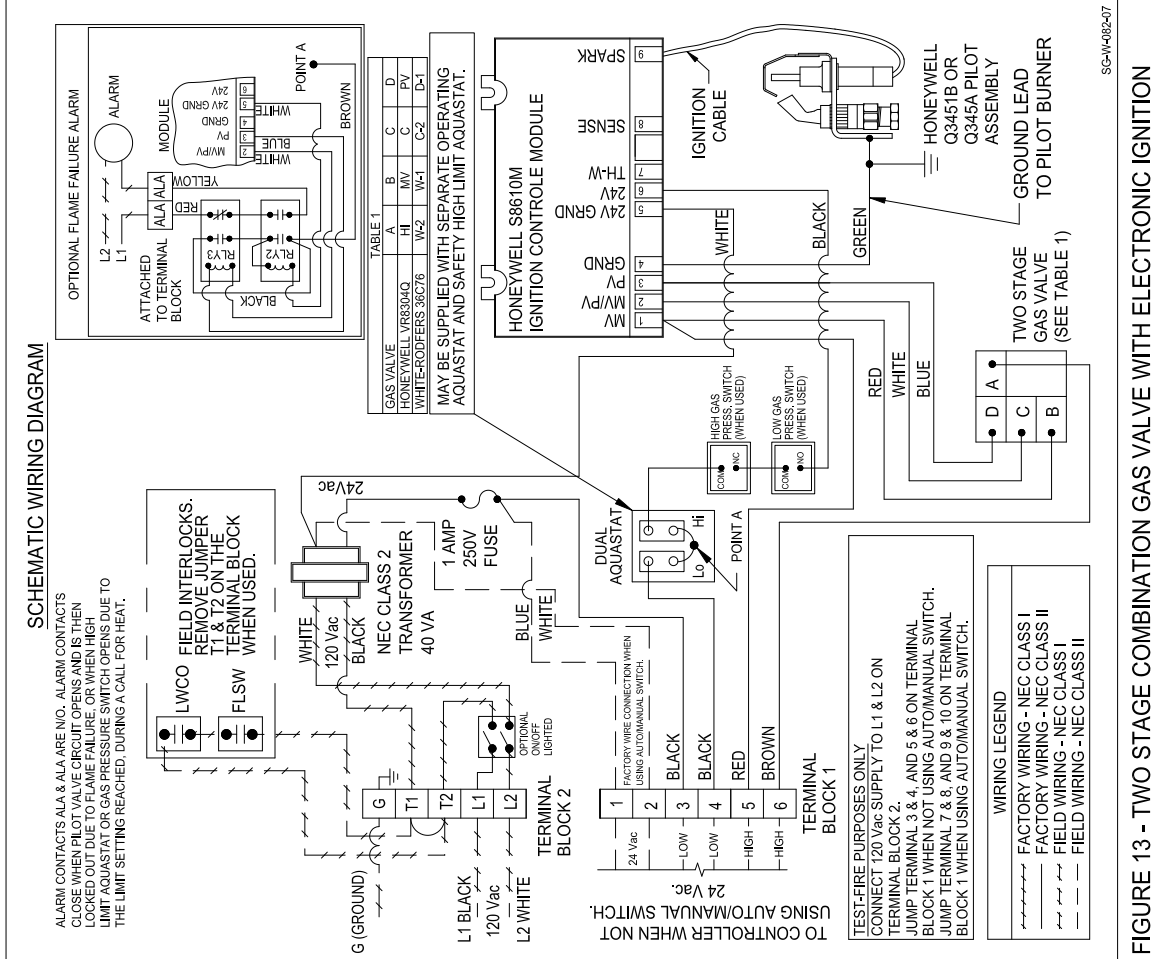 SCHEMATIC WIRING DIAGRAM
ALARM CONTACTS ALA & ALA ARE N/O. ALARM CONTACTS
CLOSE WHEN PILOT VALVE CIRCUIT OPENS AND IS THEN
LOCKED OUT DUE TO FLAME FAILURE, OR WHEN HIGH
LIMIT AQUASTAT OR GAS PRESSURE SWITCH OPENS DUE TO
THE LIMIT SETTING REACHED, DURING A CALL FOR HEAT.
LWCO
FLSW
FIELD INTERLOCKS.
REMOVE JUMPER
T1 & T2 ON THE
TERMINAL BLOCK
WHEN USED.
OPTIONAL FLAME FAILURE ALARM
L2
L1
ALARM
ATTACHED
TO TERMINAL
BLOCK
ALA
ALA
RED
YELLOW
RLY3
RLY2
BLACK
MODULE
MV/PV
PV
GRND
24V GRND
24V
2
3
4
5
6
WHITE
BLUE
WHITE
BROWN
POINT A
TABLE 1
GAS VALVE A B C D
HONEYWELL VR8304Q HI MV C PV
WHITE-RODFERS 36C76 W-2 W-1 C-2 D-1
MAY BE SUPPLIED WITH SEPARATE OPERATING
AQUASTAT AND SAFETY HIGH LIMIT AQUASTAT.
G (GROUND)
L1 BLACK
120 Vac
L2 WHITE
G
T1
T2
L1
L2
TERMINAL
BLOCK 2
OPTIONAL
ON/OFF
LIGHTED
WHITE
120 Vac
BLACK
NEC CLASS 2
TRANSFORMER
40 VA
24Vac
1 AMP
250V
FUSE
BLUE
WHITE
FACTORY WIRE CONNECTION WHEN
USING AUTO/MANUAL SWITCH.
TO CONTROLLER WHEN NOT
USING AUTO/MANUAL SWITCH.
24 Vac.
24 Vac
LOW
LOW
HIGH
HIGH
1
2
3
4
5
6
BLACK
BLACK
RED
BROWN
TERMINAL
BLOCK 1
DUAL
AQUASTAT
Lo
Hi
POINT A
HIGH GAS
PRESS. SWITCH
(WHEN USED)
COM
NC
LOW GAS
PRESS. SWITCH
(WHEN USED)
COM
NO
HONEYWELL S8610M
IGNITION CONTROLE MODULE
MV
MV/PV
PV
GRND
24V GRND
24V
TH-W
SENSE
SPARK
1
2
3
4
5
6
7
8
9
WHITE
BLACK
GREEN
IGNITION
CABLE
HONEYWELL
Q3451B OR
Q345A PILOT
ASSEMBLY
GROUND LEAD
TO PILOT BURNER
RED
WHITE
BLUE
D
A
C
B
TWO STAGE
GAS VALVE
(SEE TABLE 1)
TEST-FIRE PURPOSES ONLY
CONNECT 120 Vac SUPPLY TO L1 & L2 ON
TERMINAL BLOCK 2.
JUMP TERMINAL 3 & 4, AND 5 & 6 ON TERMINAL
BLOCK 1 WHEN NOT USING AUTO/MANUAL SWITCH.
JUMP TERMINAL 7 & 8, AND 9 & 10 ON TERMINAL
BLOCK 1 WHEN USING AUTO/MANUAL SWITCH.
WIRING LEGEND
FACTORY WIRING - NEC CLASS I
FACTORY WIRING - NEC CLASS II
FIELD WIRING - NEC CLASS I
FIELD WIRING - NEC CLASS II
SG-W-082-07
FIGURE 13 - TWO STAGE COMBINATION GAS VALVE WITH ELECTRONIC IGNITION